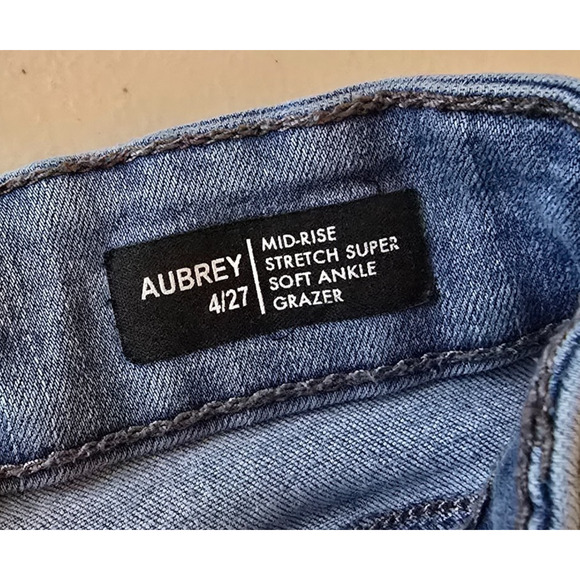 AUBREY
4/27
MID-RISE
STRETCH SUPER
SOFT ANKLE
GRAZER